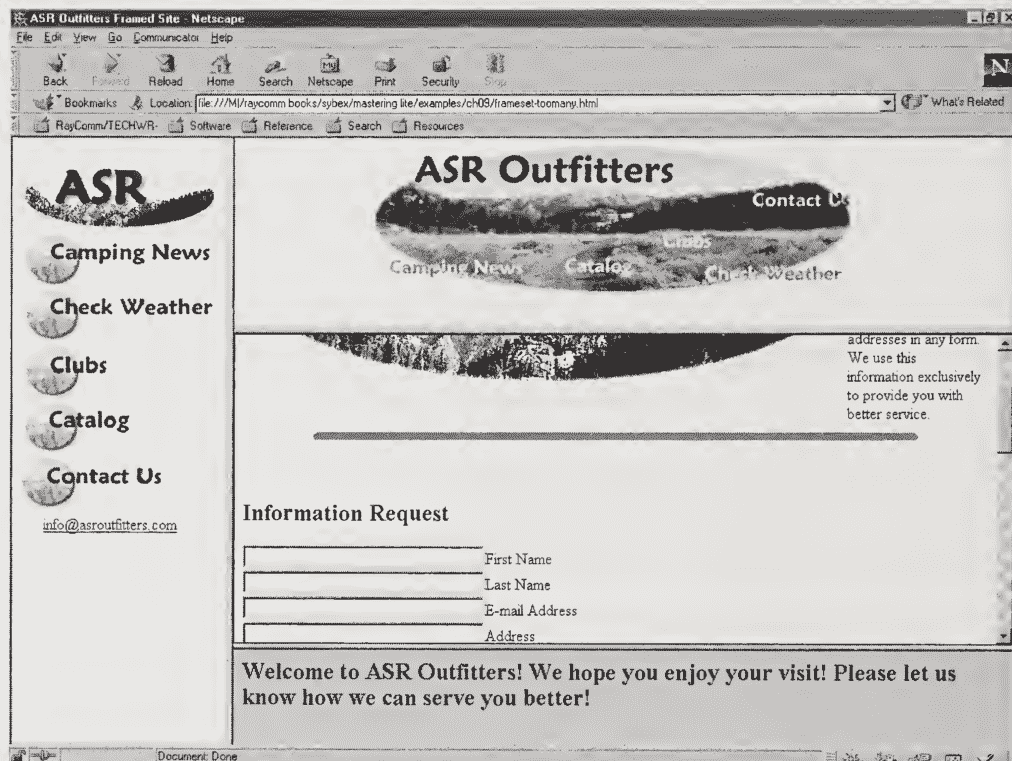 ASR Outfitters Framed Site - Netscape
File Edit View Go Communicator Help
Back Forward Reload Home Search Netscape Print Security Stop
N
Bookmarks Location: file:///M|/raycomm books/sybex/mastering lite/examples/ch09/frameset-toomany.html What's Related
RayComm/TECHWR- Software Reference Search Resources
ASR
Camping News
Check Weather
Clubs
Catalog
Contact Us
info@asroutfitters.com
ASR Outfitters
Contact Us
Clubs
Camping News Catalog Check Weather
addresses in any form.
We use this
information exclusively
to provide you with
better service.
Information Request
First Name
Last Name
E-mail Address
Address
Welcome to ASR Outfitters! We hope you enjoy your visit! Please let us
know how we can serve you better!
Document: Done